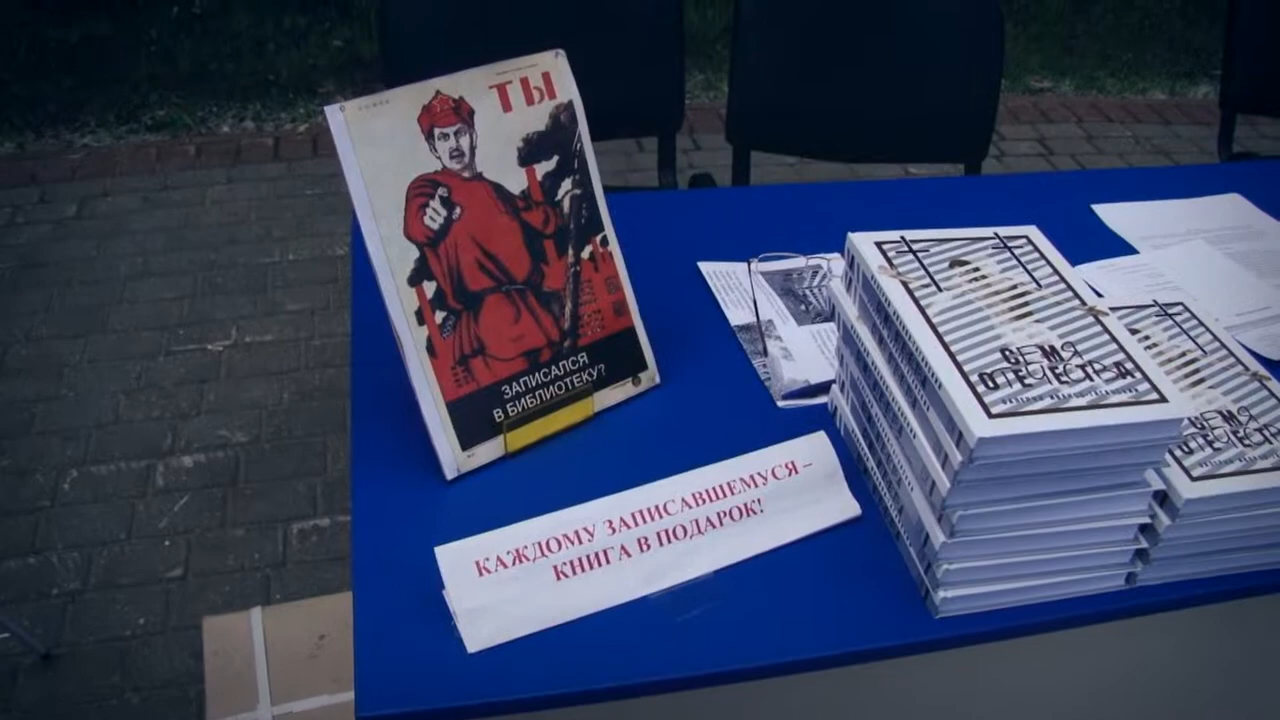 ТЫ
ЗАПИСАЛСЯ
В БИБЛИОТЕКУ?
КАЖДОМУ ЗАПИСАВШЕМУСЯ –
КНИГА В ПОДАРОК!
СЕМЯ
ОТЕЧЕСТВА
СЕМЯ
ОТЕЧЕСТВА